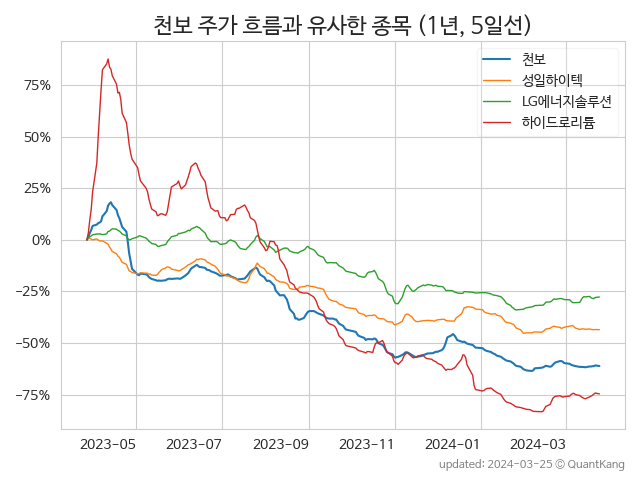 천보 주가 흐름과 유사한 종목 (1년, 5일선)
천보
성일하이텍
LG에너지솔루션
하이드로리튬
75%
50%
25%
0%
−25%
−50%
−75%
2023-05 2023-07 2023-09 2023-11 2024-01 2024-03
updated: 2024-03-25 © QuantKang